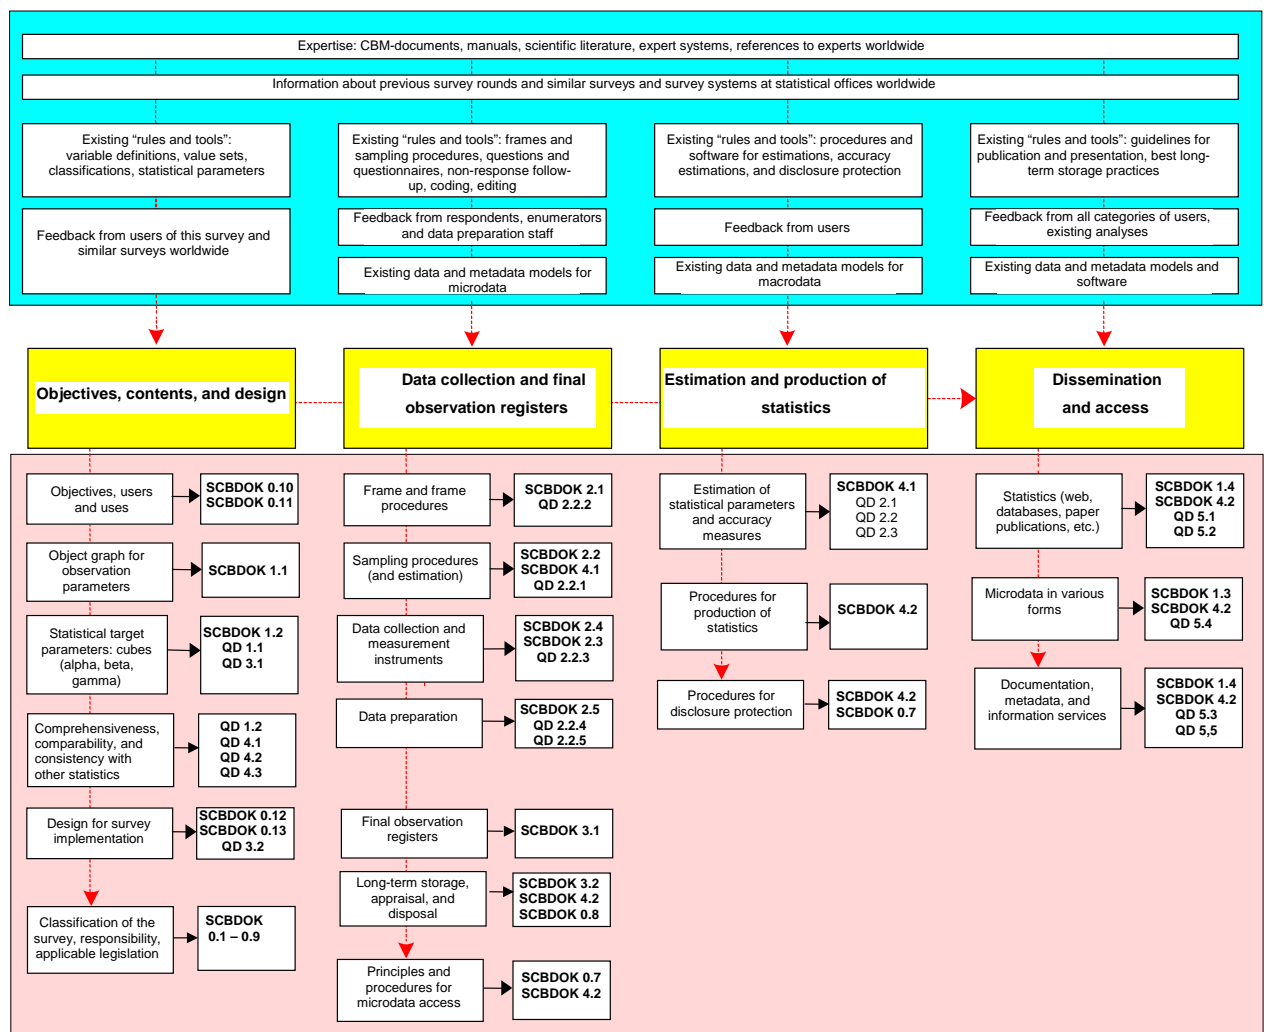 Expertise: CBM-documents, manuals, scientific literature, expert systems, references to experts worldwide
Information about previous survey rounds and similar surveys and survey systems at statistical offices worldwide
Existing “rules and tools”:
variable definitions, value sets,
classifications, statistical parameters
Feedback from users of this survey and
similar surveys worldwide
Existing “rules and tools”: frames and
sampling procedures, questions and
questionnaires, non-response follow-
up, coding, editing
Feedback from respondents, enumerators
and data preparation staff
Existing data and metadata models for
microdata
Existing “rules and tools”: procedures and
software for estimations, accuracy
estimations, and disclosure protection
Feedback from users
Existing data and metadata models for
macrodata
Existing “rules and tools”: guidelines for
publication and presentation, best long-
term storage practices
Feedback from all categories of users,
existing analyses
Existing data and metadata models and
software
Objectives, contents, and design
Data collection and final
observation registers
Estimation and production of
statistics
Dissemination
and access
Objectives, users
and uses
SCBDOK 0.10
SCBDOK 0.11
Object graph for
observation
parameters
SCBDOK 1.1
Statistical target
parameters: cubes
(alpha, beta,
gamma)
SCBDOK 1.2
QD 1.1
QD 3.1
Comprehensiveness,
comparability, and
consistency with
other statistics
QD 1.2
QD 4.1
QD 4.2
QD 4.3
Design for survey
implementation
SCBDOK 0.12
SCBDOK 0.13
QD 3.2
Classification of the
survey, responsibility,
applicable legislation
SCBDOK
0.1 – 0.9
Frame and frame
procedures
SCBDOK 2.1
QD 2.2.2
Sampling procedures
(and estimation)
SCBDOK 2.2
SCBDOK 4.1
QD 2.2.1
Data collection and
measurement
instruments
SCBDOK 2.4
SCBDOK 2.3
QD 2.2.3
Data preparation
SCBDOK 2.5
QD 2.2.4
QD 2.2.5
Final observation
registers
SCBDOK 3.1
Long-term storage,
appraisal, and
disposal
SCBDOK 3.2
SCBDOK 4.2
SCBDOK 0.8
Principles and
procedures for
microdata access
SCBDOK 0.7
SCBDOK 4.2
Estimation of
statistical parameters
and accuracy
measures
SCBDOK 4.1
QD 2.1
QD 2.2
QD 2.3
Procedures for
production of
statistics
SCBDOK 4.2
Procedures for
disclosure protection
SCBDOK 4.2
SCBDOK 0.7
Statistics (web,
databases, paper
publications, etc.)
SCBDOK 1.4
SCBDOK 4.2
QD 5.1
QD 5.2
Microdata in various
forms
SCBDOK 1.3
SCBDOK 4.2
QD 5.4
Documentation,
metadata, and
information services
SCBDOK 1.4
SCBDOK 4.2
QD 5.3
QD 5,5